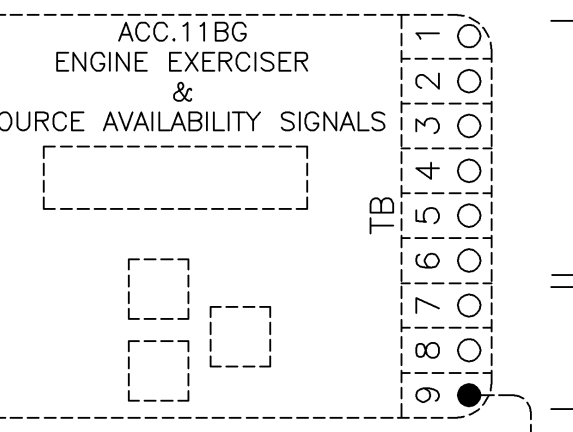 ACC.11BG
ENGINE EXERCISER
&
OURCE AVAILABILITY SIGNALS
TB
1
2
3
4
5
6
7
8
9